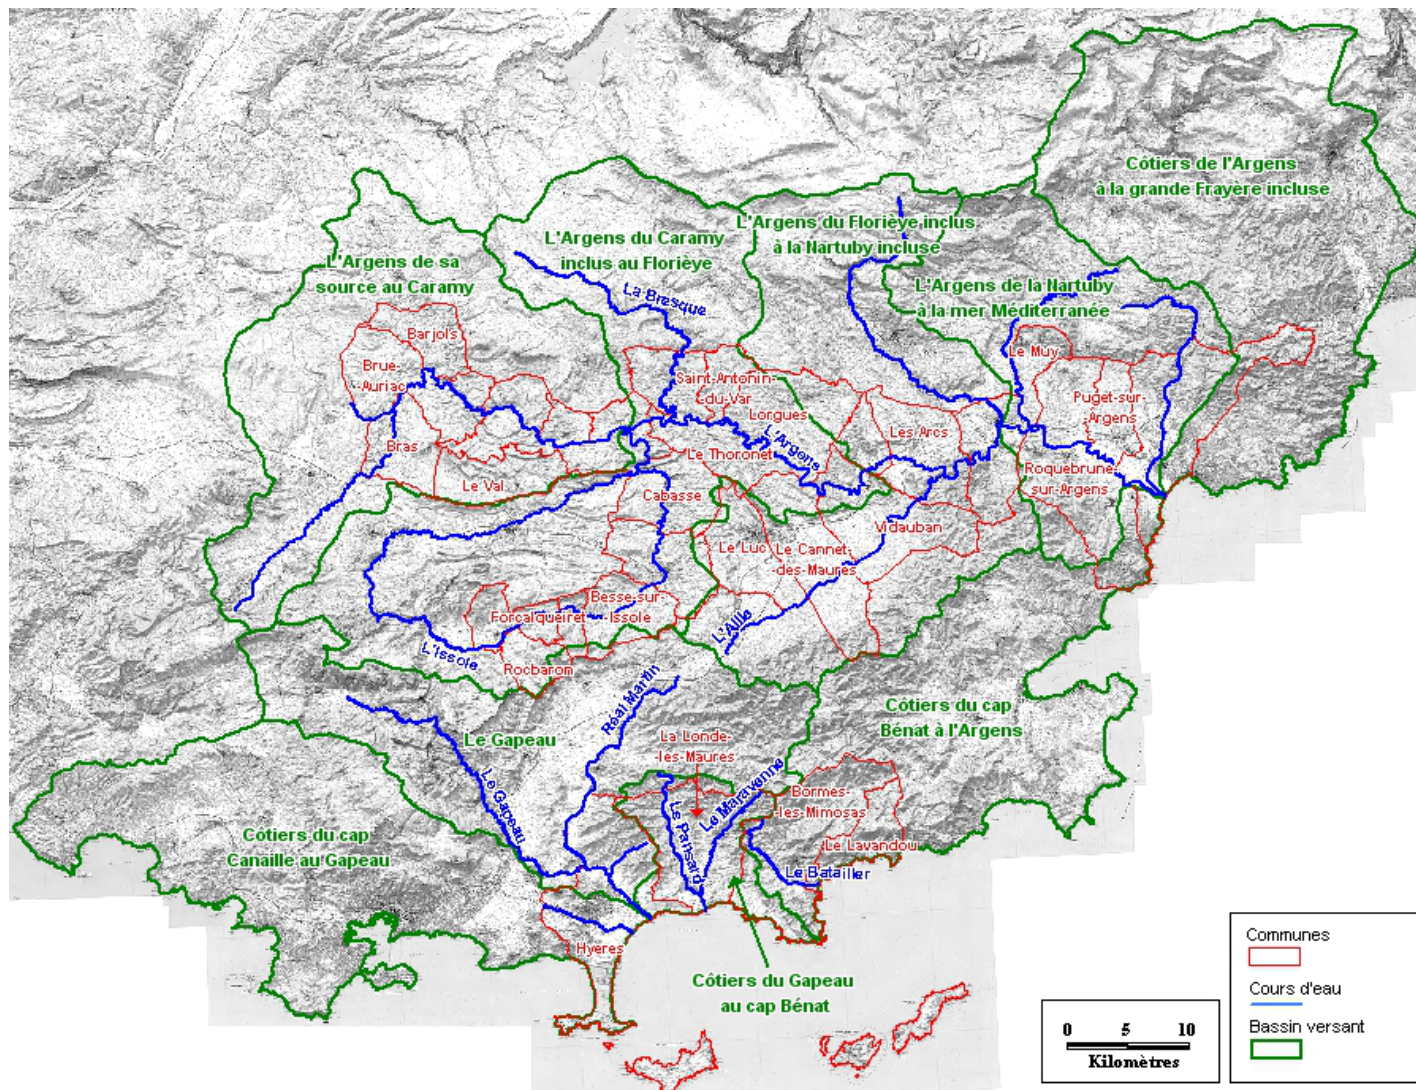 Côtiers de l'Argens
à la grande Frayère incluse
L'Argens du Florièye inclus
à la Nartuby incluse
L'Argens du Caramy
inclus au Florièye
L'Argens de sa
source au Caramy
L'Argens de la Nartuby
à la mer Méditerranée
La Bresque
Barjols
Brue-
-Auriac
Le Muy
Saint-Antonin-
-du-Var
Puget-sur-
Argens
Lorgues
L'Argens
Les Arcs
Bras
Le Thoronet
Le Val
Roquebrune-
sur-Argens
Cabasse
Vidauban
Le Luc
Le Cannet-
-des-Maures
Besse-sur-
-Issole
Forcalqueiret
L'Aille
L'Issole
Rocbaron
Réal Martin
Côtiers du cap
Bénat à l'Argens
Le Gapeau
La Londe-
-les-Maures
Le Gapeau
Le Pansard
Le Maravenne
Bormes-
-les-Mimosas
Côtiers du cap
Canaille au Gapeau
Le Lavandou
Le Batailler
Hyeres
Côtiers du Gapeau
au cap Bénat
Communes
Cours d'eau
Bassin versant
0 5 10
Kilomètres